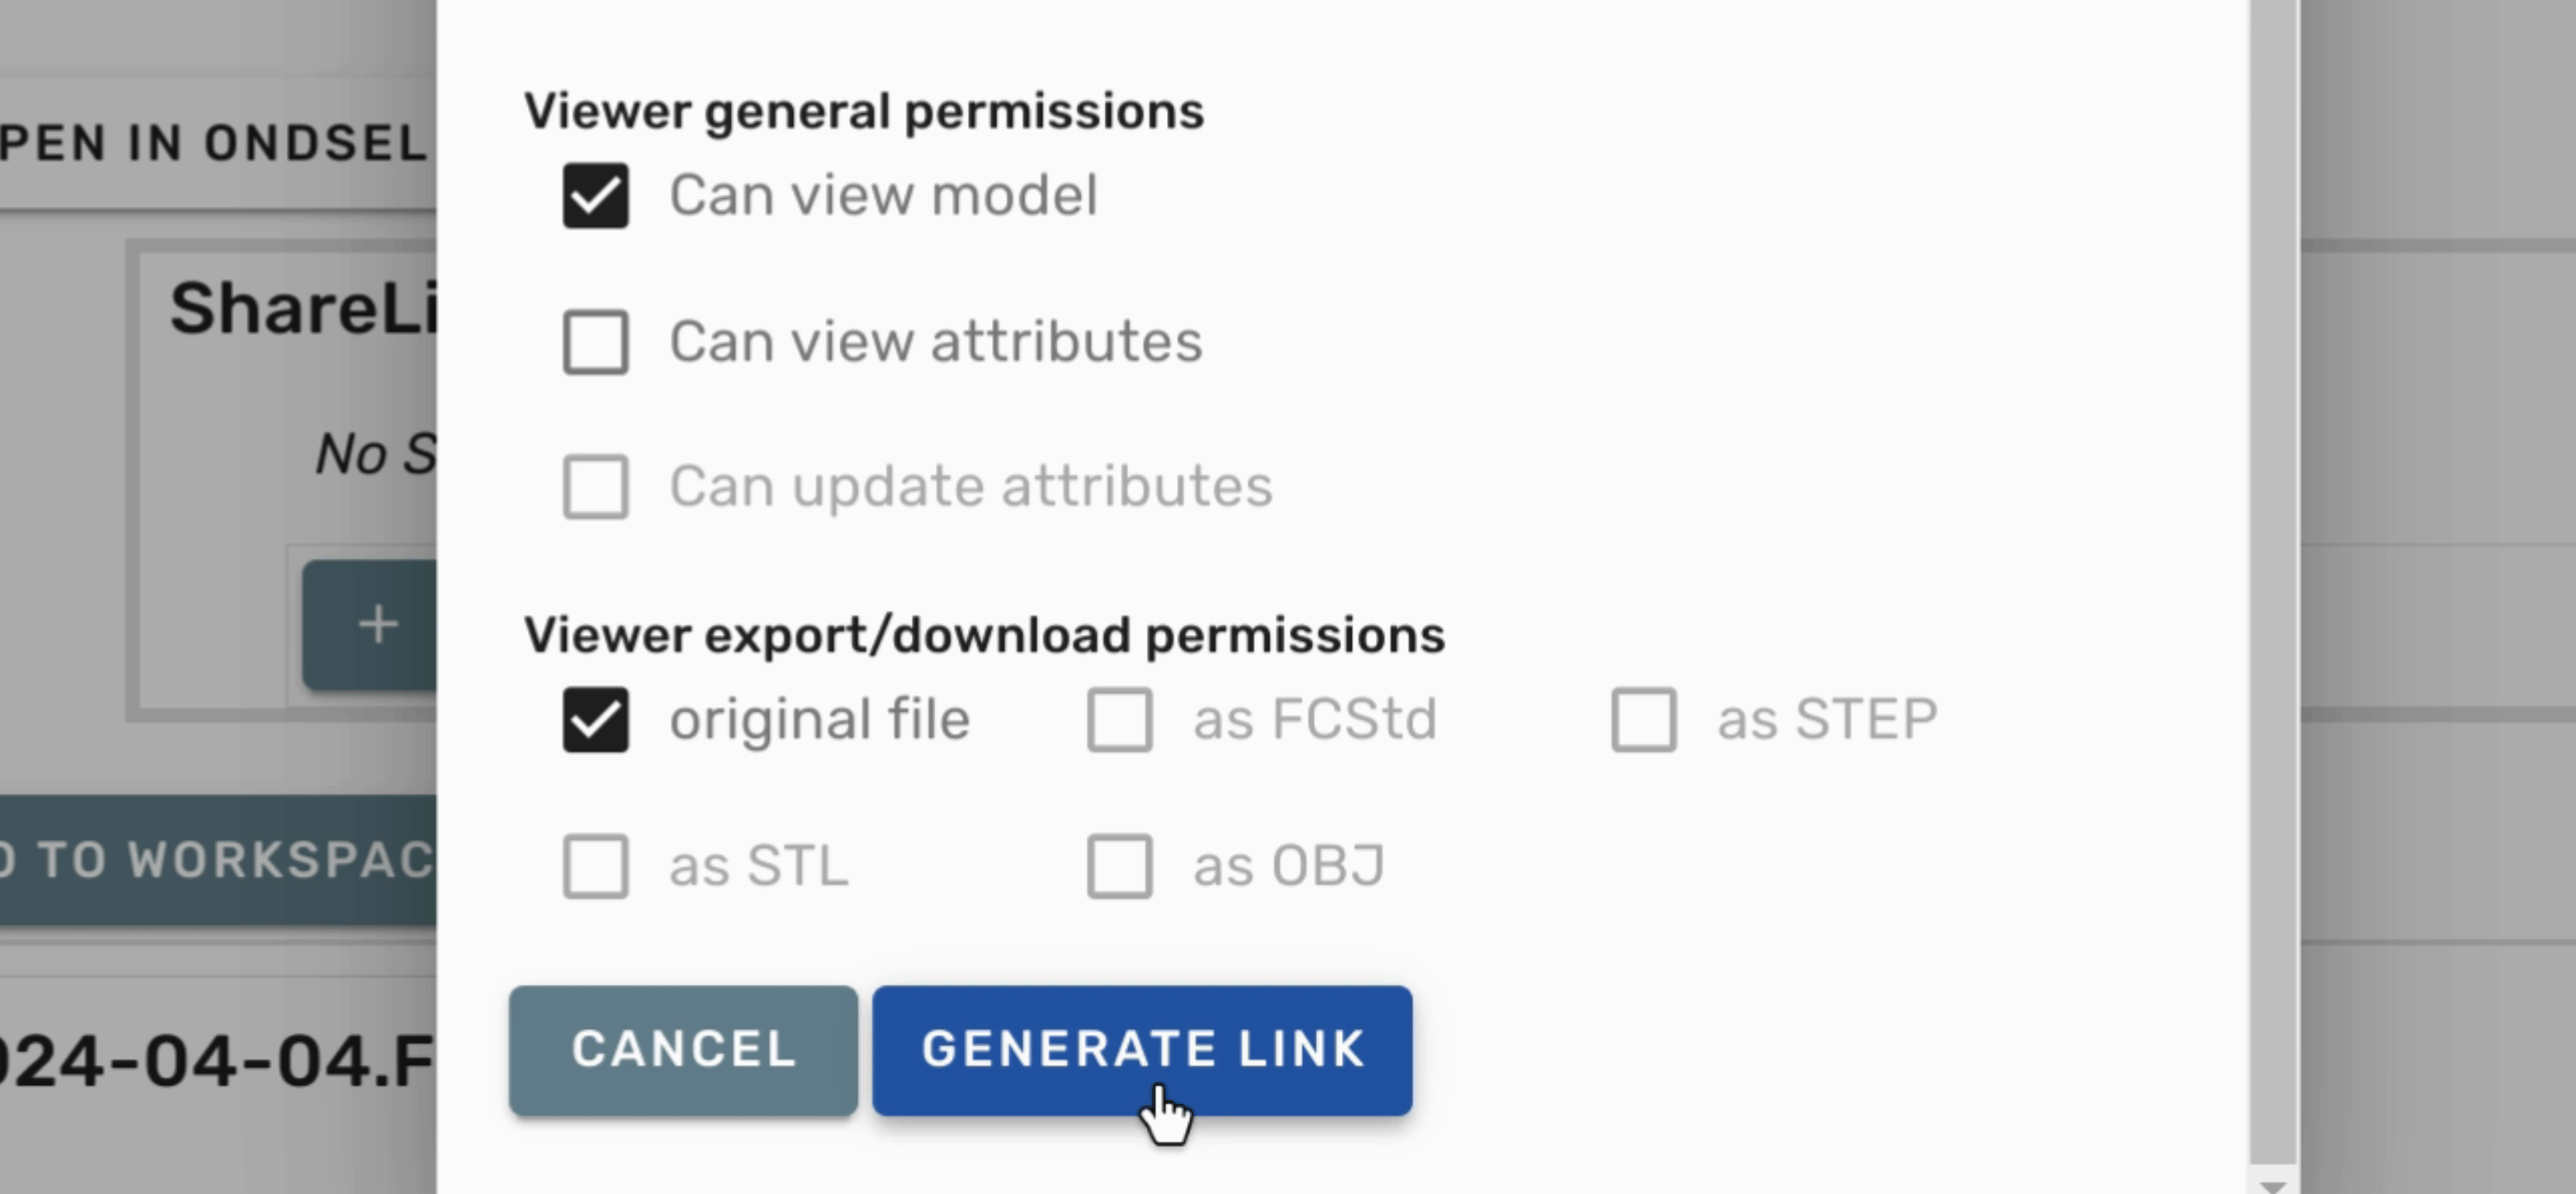 PEN IN ONDSEL
ShareLi
No S
+
TO WORKSPAC
024-04-04.F
Viewer general permissions
Can view model
Can view attributes
Can update attributes
Viewer export/download permissions
original file as FCStd as STEP
as STL as OBJ
CANCEL GENERATE LINK